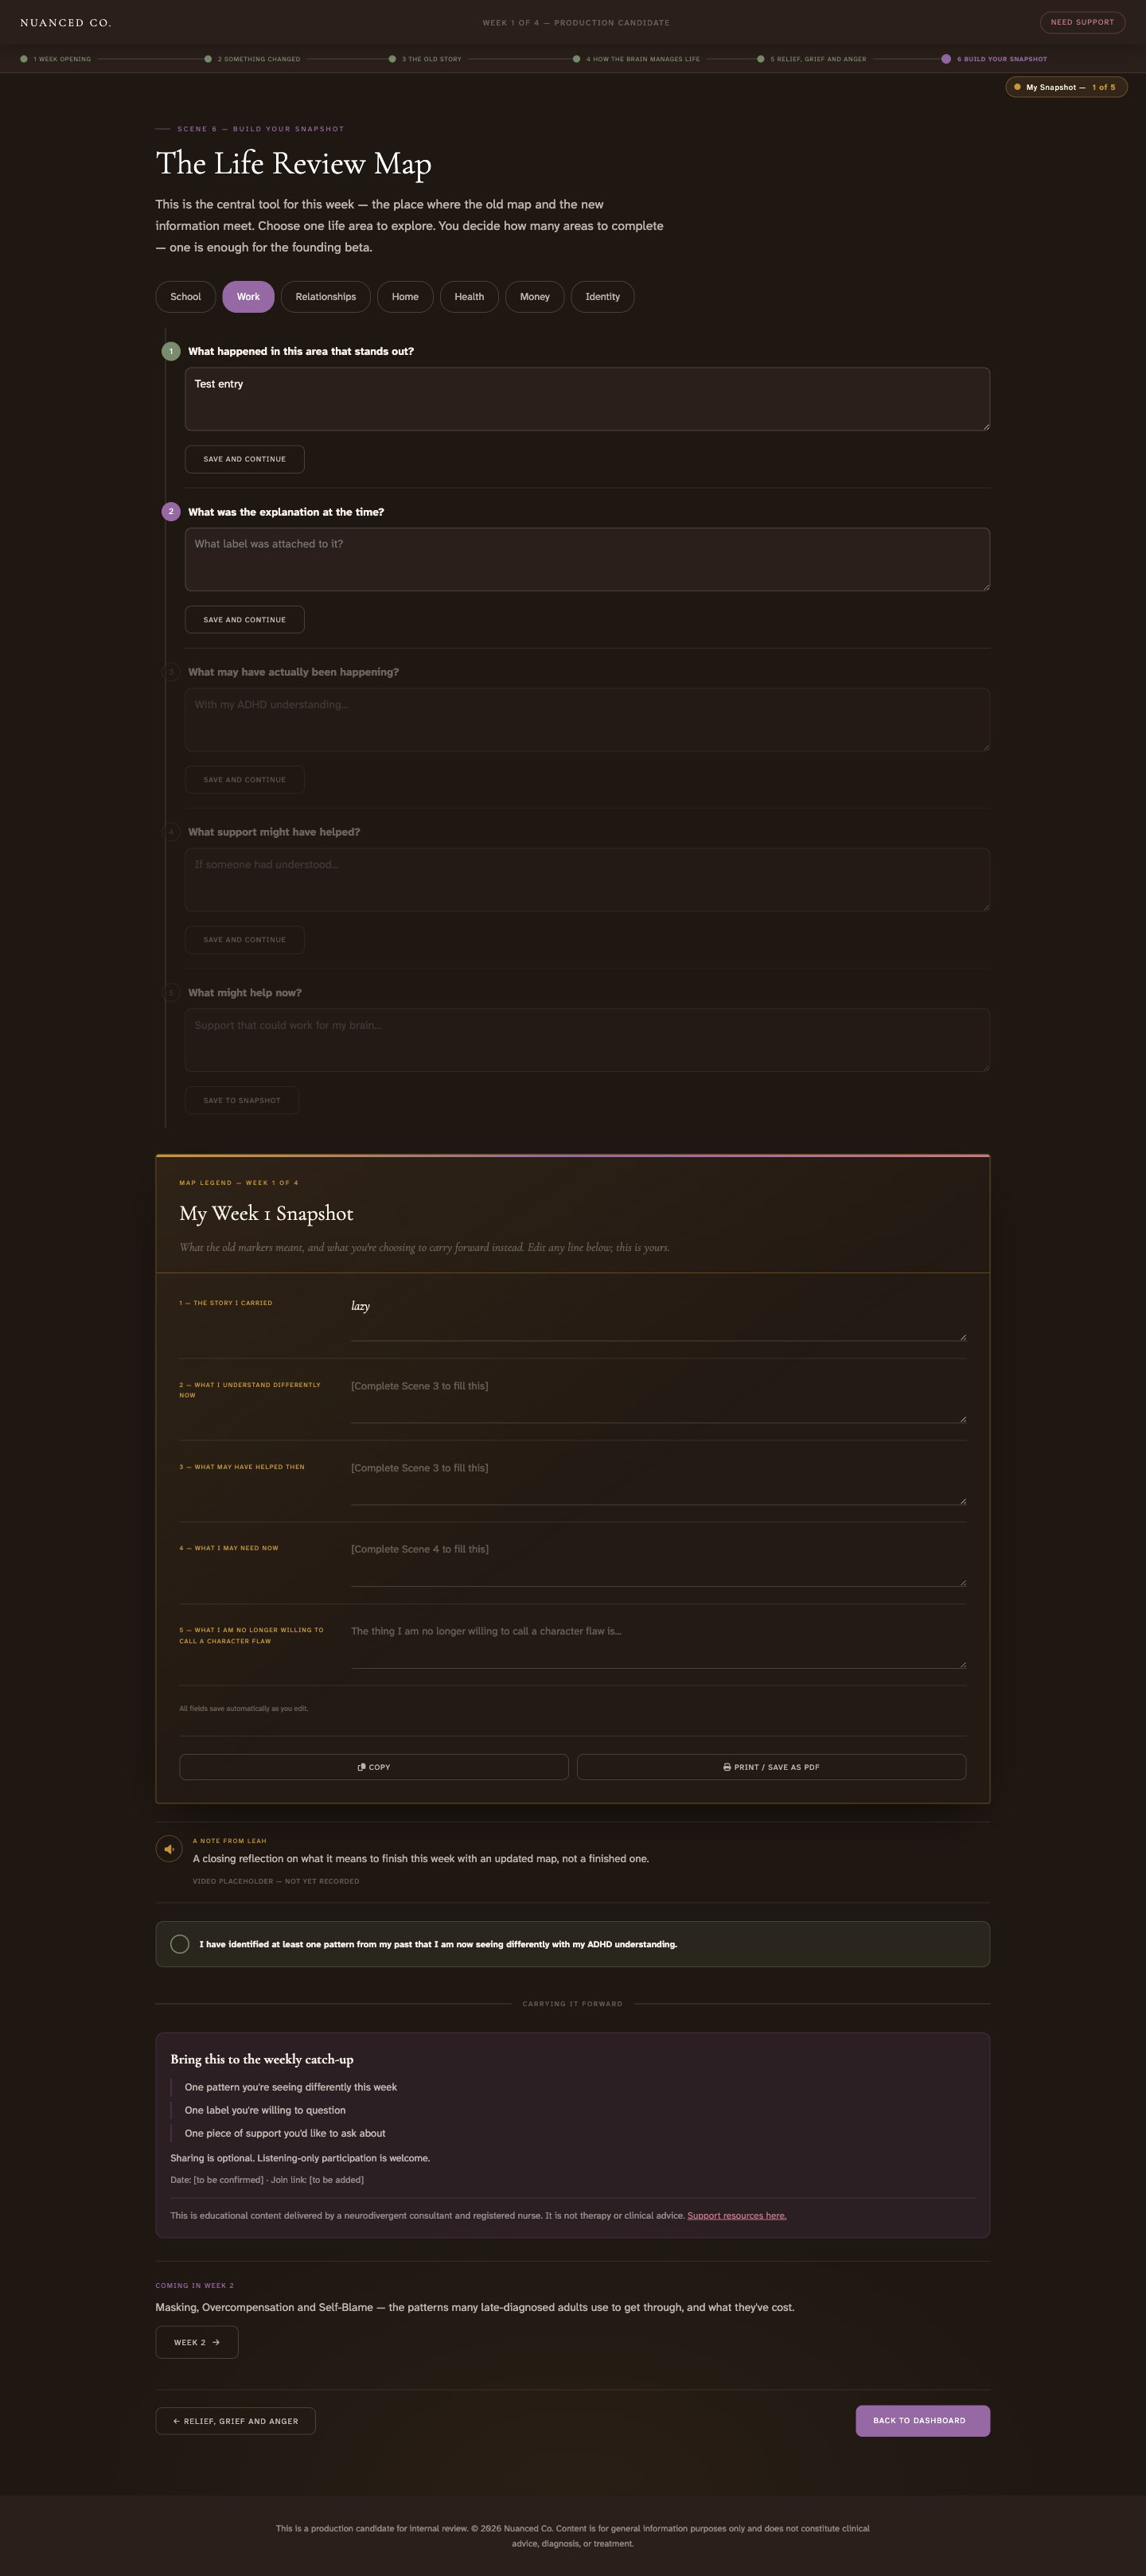 NUANCED CO.
WEEK 1 OF 4 — PRODUCTION CANDIDATE
NEED SUPPORT
1 WEEK OPENING
2 SOMETHING CHANGED
3 THE OLD STORY
4 HOW THE BRAIN MANAGES LIFE
5 RELIEF, GRIEF AND ANGER
6 BUILD YOUR SNAPSHOT
My Snapshot — 1 of 5
SCENE 6 — BUILD YOUR SNAPSHOT
The Life Review Map
This is the central tool for this week — the place where the old map and the new
information meet. Choose one life area to explore. You decide how many areas to complete
— one is enough for the founding beta.
School
Work
Relationships
Home
Health
Money
Identity
1
What happened in this area that stands out?
Test entry
SAVE AND CONTINUE
2
What was the explanation at the time?
What label was attached to it?
SAVE AND CONTINUE
3
What may have actually been happening?
With my ADHD understanding...
SAVE AND CONTINUE
4
What support might have helped?
If someone had understood...
SAVE AND CONTINUE
5
What might help now?
Support that could work for my brain...
SAVE TO SNAPSHOT
MAP LEGEND — WEEK 1 OF 4
My Week 1 Snapshot
What the old markers meant, and what you're choosing to carry forward instead. Edit any line below; this is yours.
1 — THE STORY I CARRIED
lazy
2 — WHAT I UNDERSTAND DIFFERENTLY
NOW
[Complete Scene 3 to fill this]
3 — WHAT MAY HAVE HELPED THEN
[Complete Scene 3 to fill this]
4 — WHAT I MAY NEED NOW
[Complete Scene 4 to fill this]
5 — WHAT I AM NO LONGER WILLING TO
CALL A CHARACTER FLAW
The thing I am no longer willing to call a character flaw is...
All fields save automatically as you edit.
COPY
PRINT / SAVE AS PDF
A NOTE FROM LEAH
A closing reflection on what it means to finish this week with an updated map, not a finished one.
VIDEO PLACEHOLDER — NOT YET RECORDED
I have identified at least one pattern from my past that I am now seeing differently with my ADHD understanding.
CARRYING IT FORWARD
Bring this to the weekly catch-up
One pattern you're seeing differently this week
One label you're willing to question
One piece of support you'd like to ask about
Sharing is optional. Listening-only participation is welcome.
Date: [to be confirmed] · Join link: [to be added]
This is educational content delivered by a neurodivergent consultant and registered nurse. It is not therapy or clinical advice. Support resources here.
COMING IN WEEK 2
Masking, Overcompensation and Self-Blame — the patterns many late-diagnosed adults use to get through, and what they've cost.
WEEK 2 →
← RELIEF, GRIEF AND ANGER
BACK TO DASHBOARD
This is a production candidate for internal review. © 2026 Nuanced Co. Content is for general information purposes only and does not constitute clinical
advice, diagnosis, or treatment.